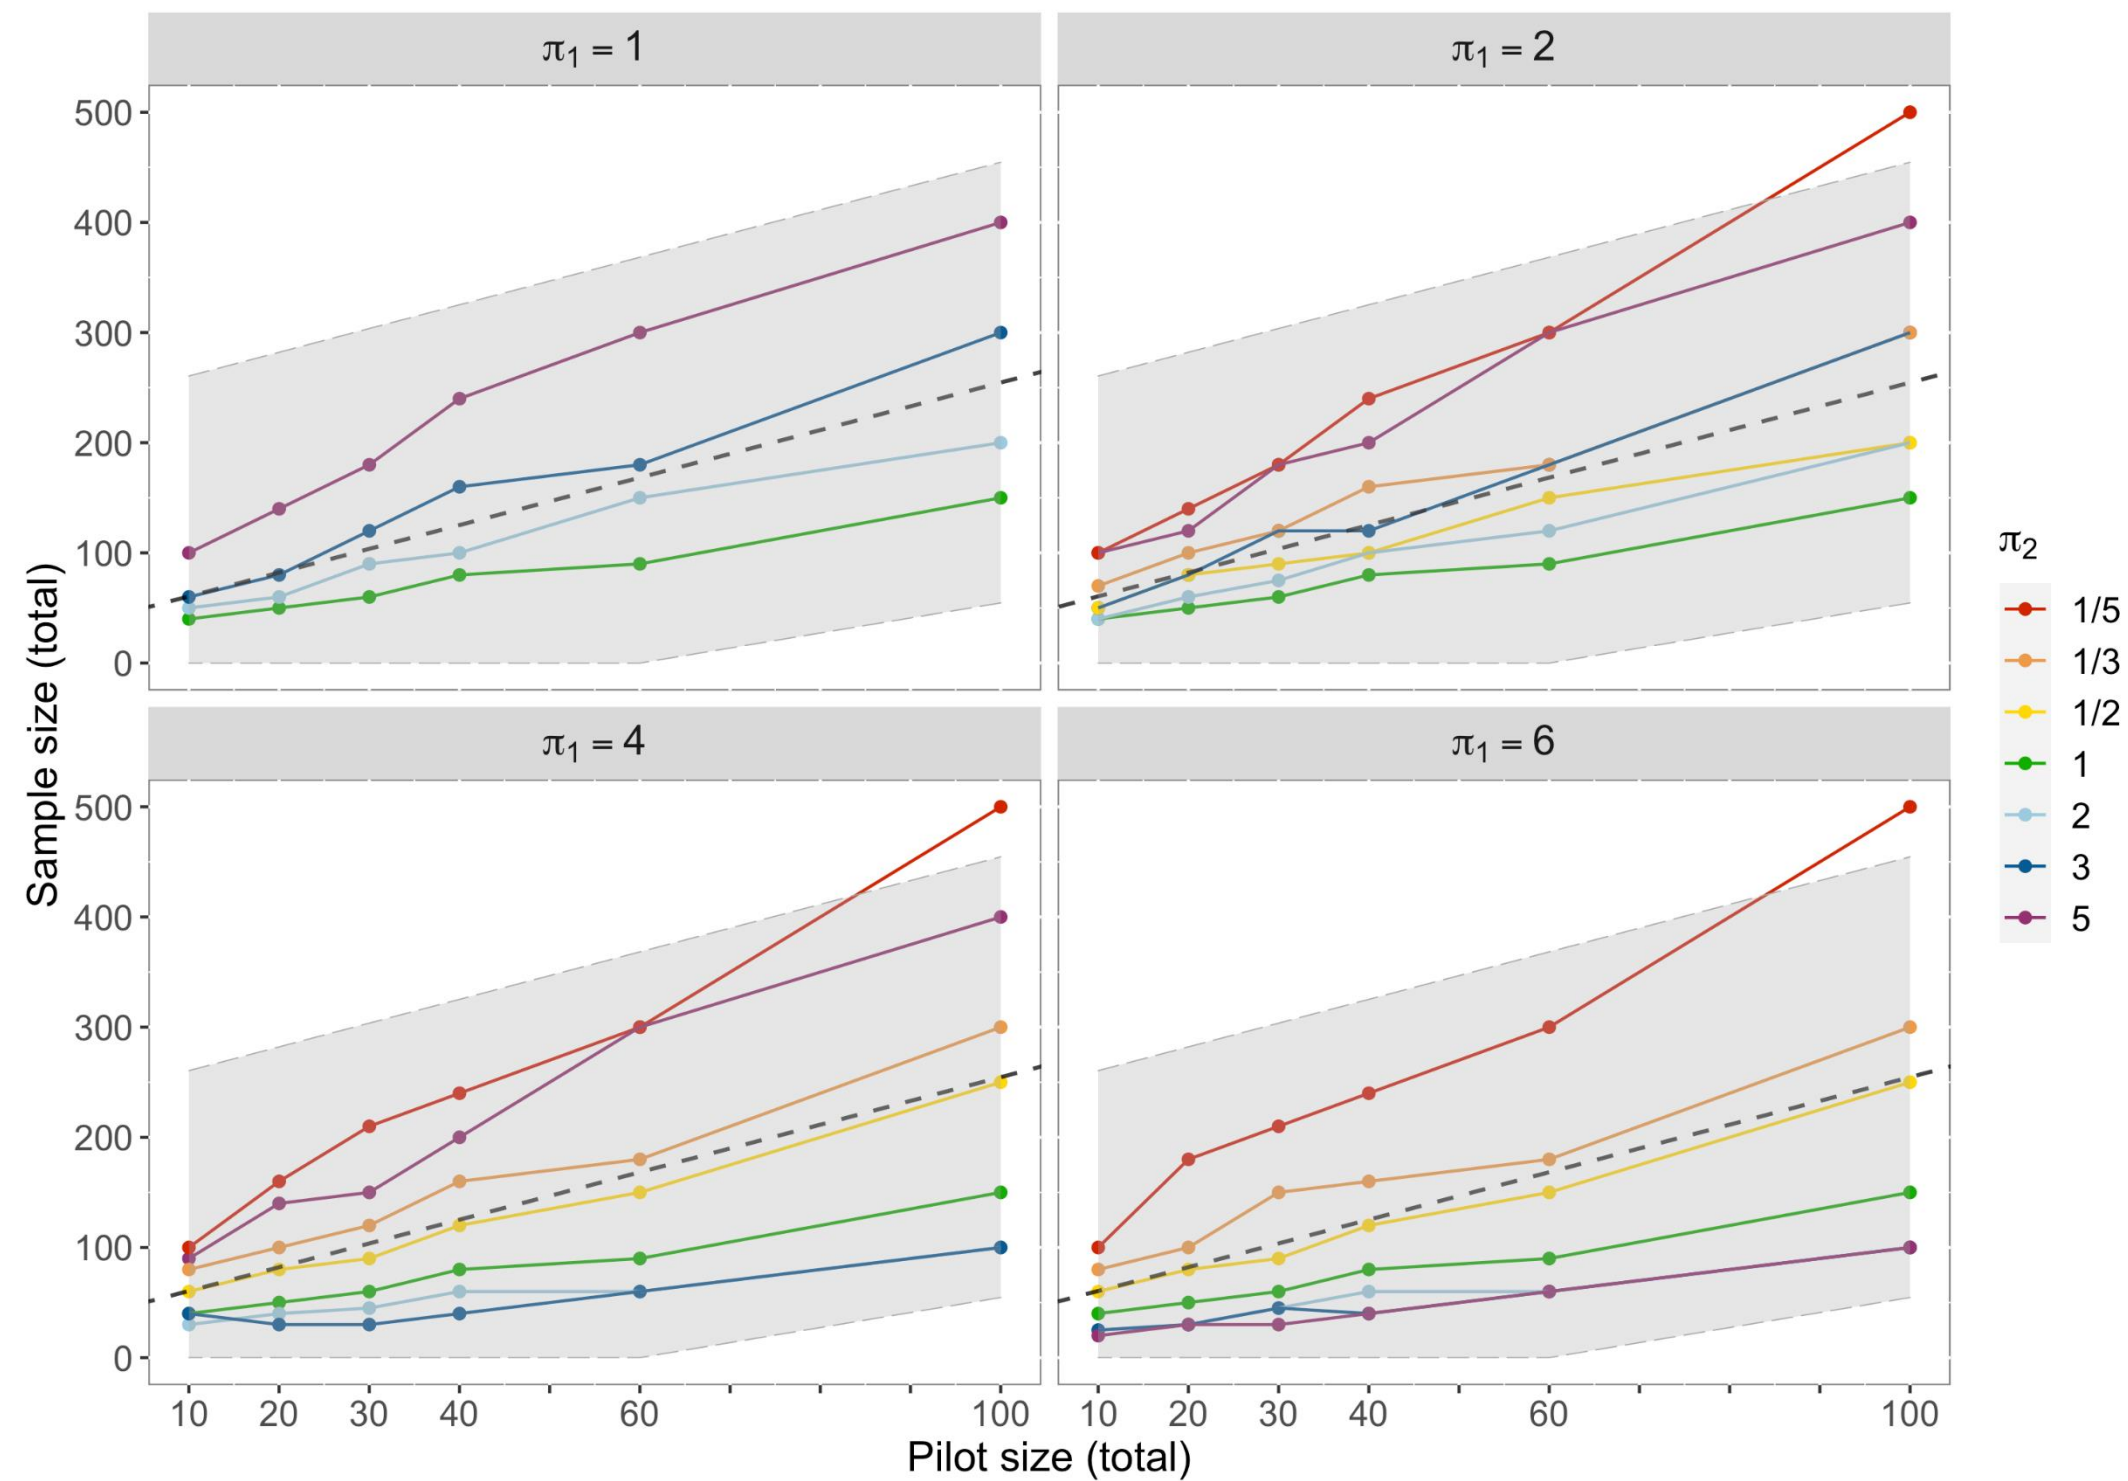 π1 = 1
π1 = 2
500
400
300
200
100
0
π1 = 4
π1 = 6
500
400
300
200
100
0
10 20 30 40 60 100
10 20 30 40 60 100
Sample size (total)
Pilot size (total)
π2
1/5
1/3
1/2
1
2
3
5